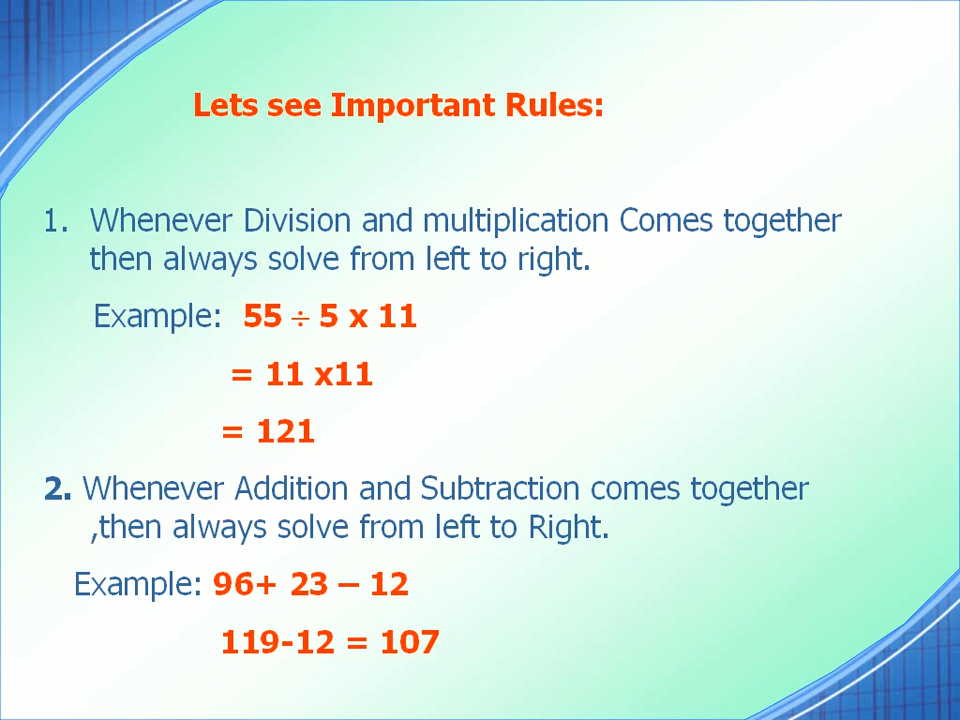 Lets see Important Rules:
1. Whenever Division and multiplication Comes together
then always solve from left to right.
Example: 55 ÷ 5 x 11
= 11 x11
= 121
2. Whenever Addition and Subtraction comes together
,then always solve from left to Right.
Example: 96+ 23 – 12
119-12 = 107